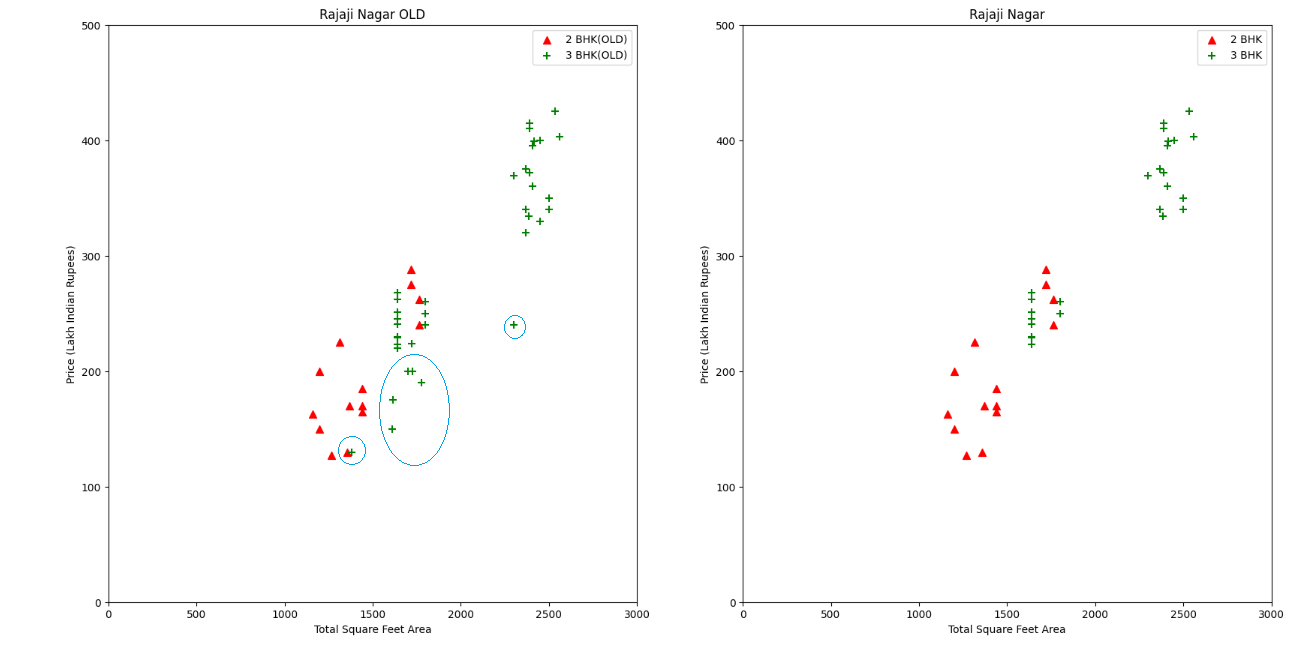 Rajaji Nagar OLD
2 BHK(OLD)
3 BHK(OLD)
500
400
300
200
100
0
Price (Lakh Indian Rupees)
0 500 1000 1500 2000 2500 3000
Total Square Feet Area
Rajaji Nagar
2 BHK
3 BHK
500
400
300
200
100
0
Price (Lakh Indian Rupees)
0 500 1000 1500 2000 2500 3000
Total Square Feet Area